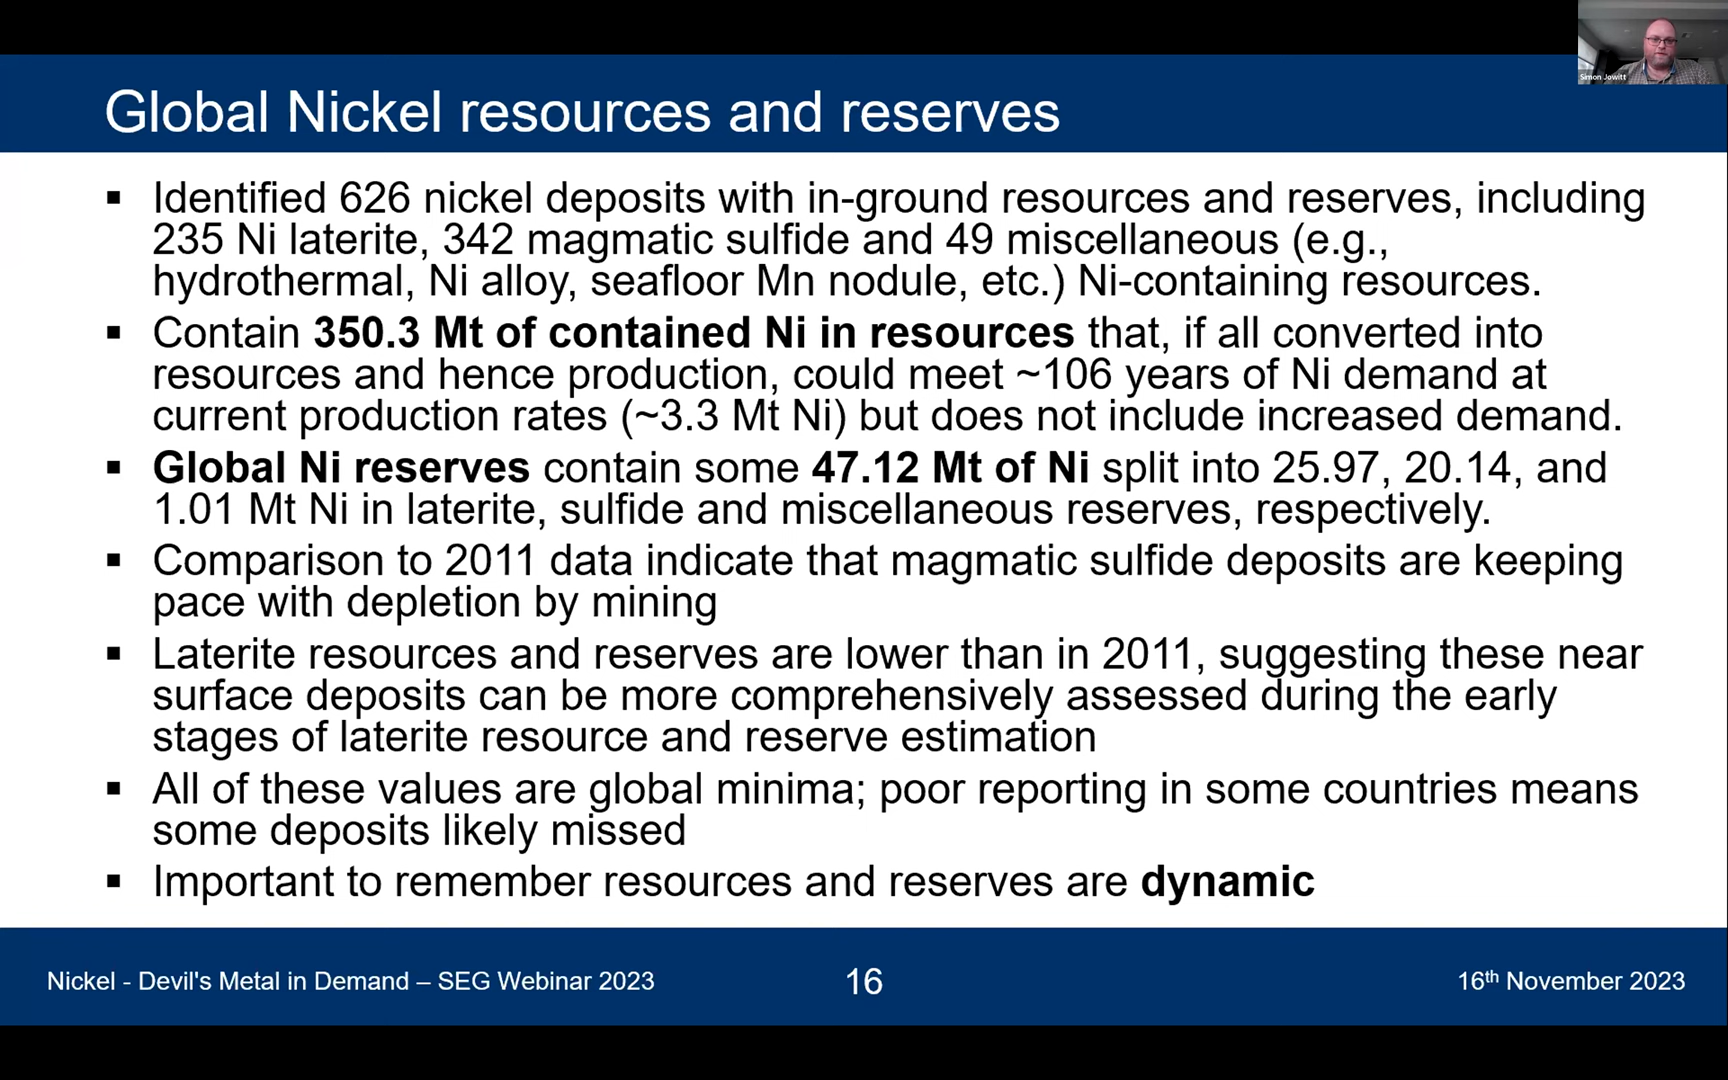 Simon Jowitt
Global Nickel resources and reserves
▪ Identified 626 nickel deposits with in-ground resources and reserves, including
235 Ni laterite, 342 magmatic sulfide and 49 miscellaneous (e.g.,
hydrothermal, Ni alloy, seafloor Mn nodule, etc.) Ni-containing resources.
▪ Contain 350.3 Mt of contained Ni in resources that, if all converted into
resources and hence production, could meet ~106 years of Ni demand at
current production rates (~3.3 Mt Ni) but does not include increased demand.
▪ Global Ni reserves contain some 47.12 Mt of Ni split into 25.97, 20.14, and
1.01 Mt Ni in laterite, sulfide and miscellaneous reserves, respectively.
▪ Comparison to 2011 data indicate that magmatic sulfide deposits are keeping
pace with depletion by mining
▪ Laterite resources and reserves are lower than in 2011, suggesting these near
surface deposits can be more comprehensively assessed during the early
stages of laterite resource and reserve estimation
▪ All of these values are global minima; poor reporting in some countries means
some deposits likely missed
▪ Important to remember resources and reserves are dynamic
Nickel - Devil's Metal in Demand – SEG Webinar 2023
16
16th November 2023